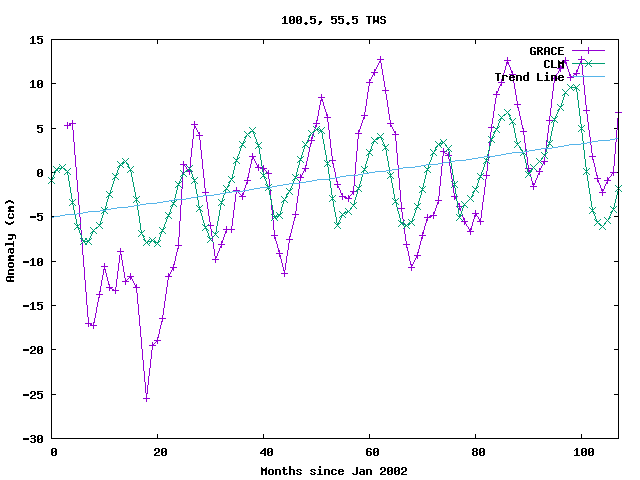 100.5, 55.5 TWS
GRACE
CLM
Trend Line
15
10
5
0
-5
-10
-15
-20
-25
-30
Anomaly (cm)
0 20 40 60 80 100
Months since Jan 2002